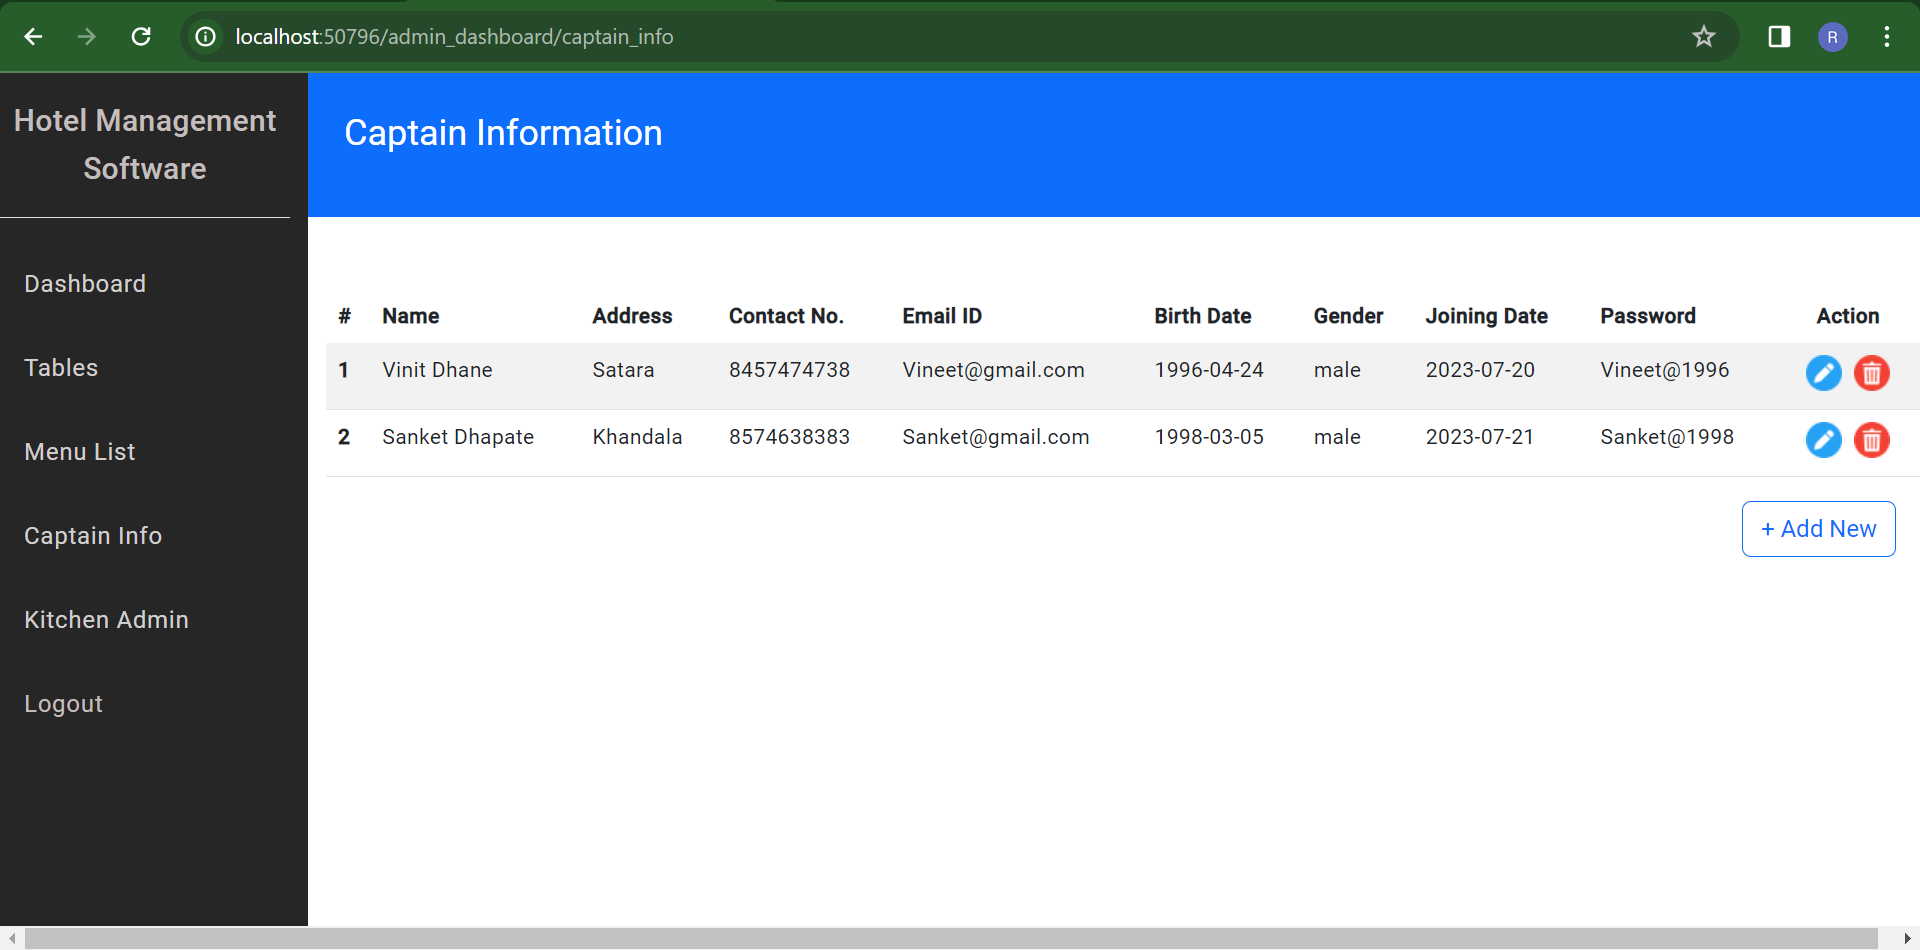 localhost:50796/admin_dashboard/captain_info
R
Hotel Management
Software
Dashboard
Tables
Menu List
Captain Info
Kitchen Admin
Logout
Captain Information
# Name Address Contact No. Email ID Birth Date Gender Joining Date Password Action
1 Vinit Dhane Satara 8457474738 Vineet@gmail.com 1996-04-24 male 2023-07-20 Vineet@1996
2 Sanket Dhapate Khandala 8574638383 Sanket@gmail.com 1998-03-05 male 2023-07-21 Sanket@1998
+ Add New